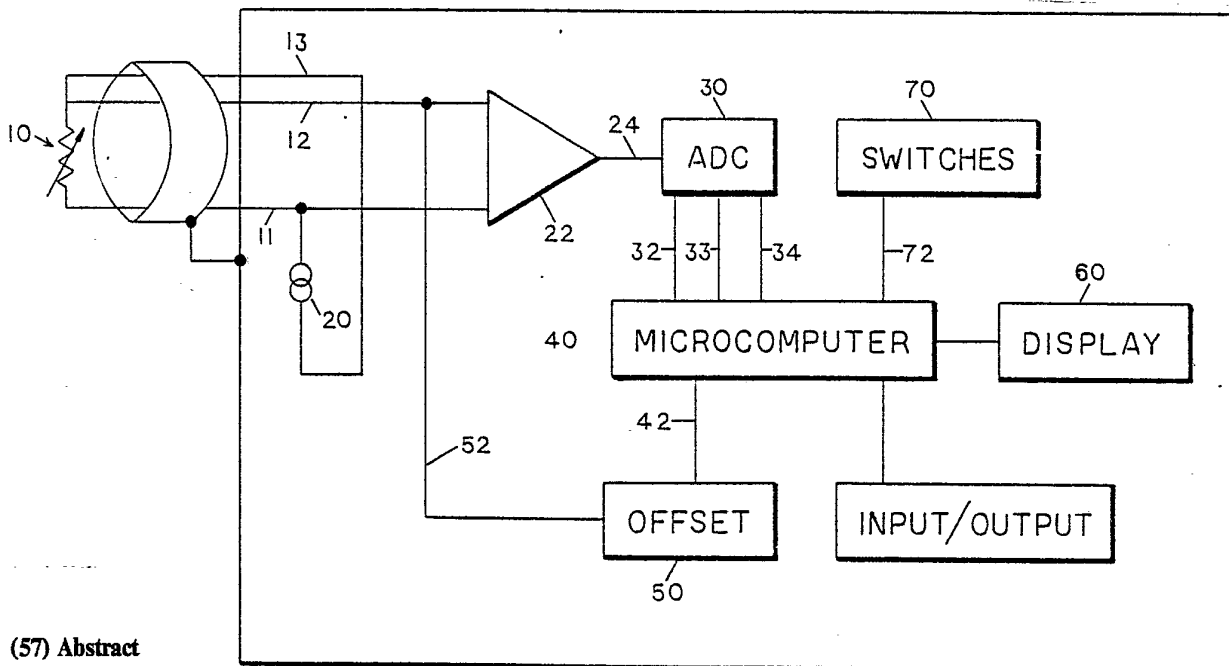 13
30
70
10
12
24
ADC
SWITCHES
11
22
32
33
34
72
20
60
40
MICROCOMPUTER
DISPLAY
42
52
OFFSET
INPUT/OUTPUT
50
(57) Abstract